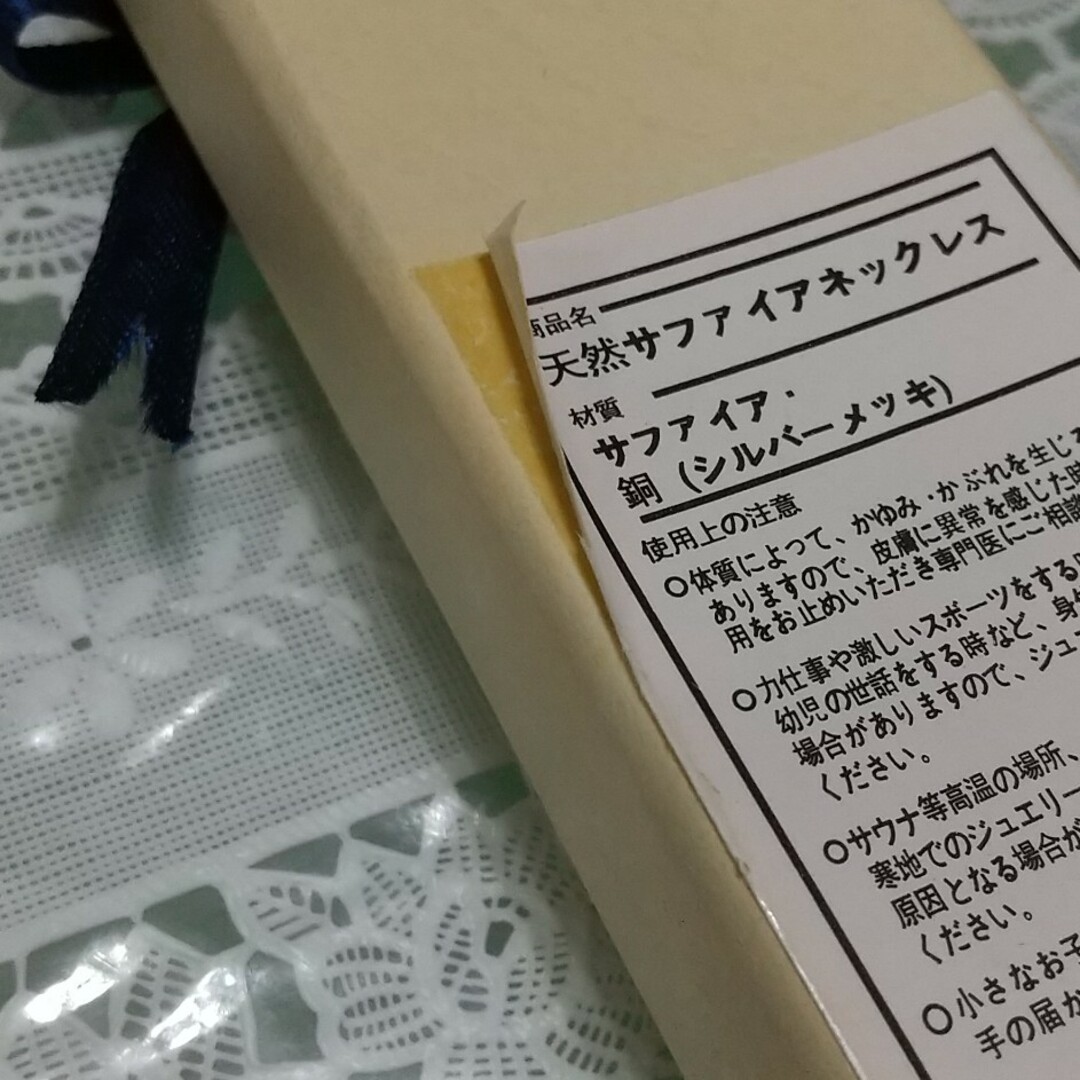 商品名
天然サファイアネックレス
材質
サファイア・
銅(シルバーメッキ)
使用上の注意
○体質によって、かゆみ・かぶれを生じる
ありますので、皮膚に異常を感じた時
用をお止めいただき専門医にご相談
○力仕事や激しいスポーツをする
幼児の世話をする時など、身
場合がありますので、ジュ
ください。
○サウナ等高温の場所、
寒地でのジュエリー
原因となる場合が
ください。
○小さなお子
手の届か